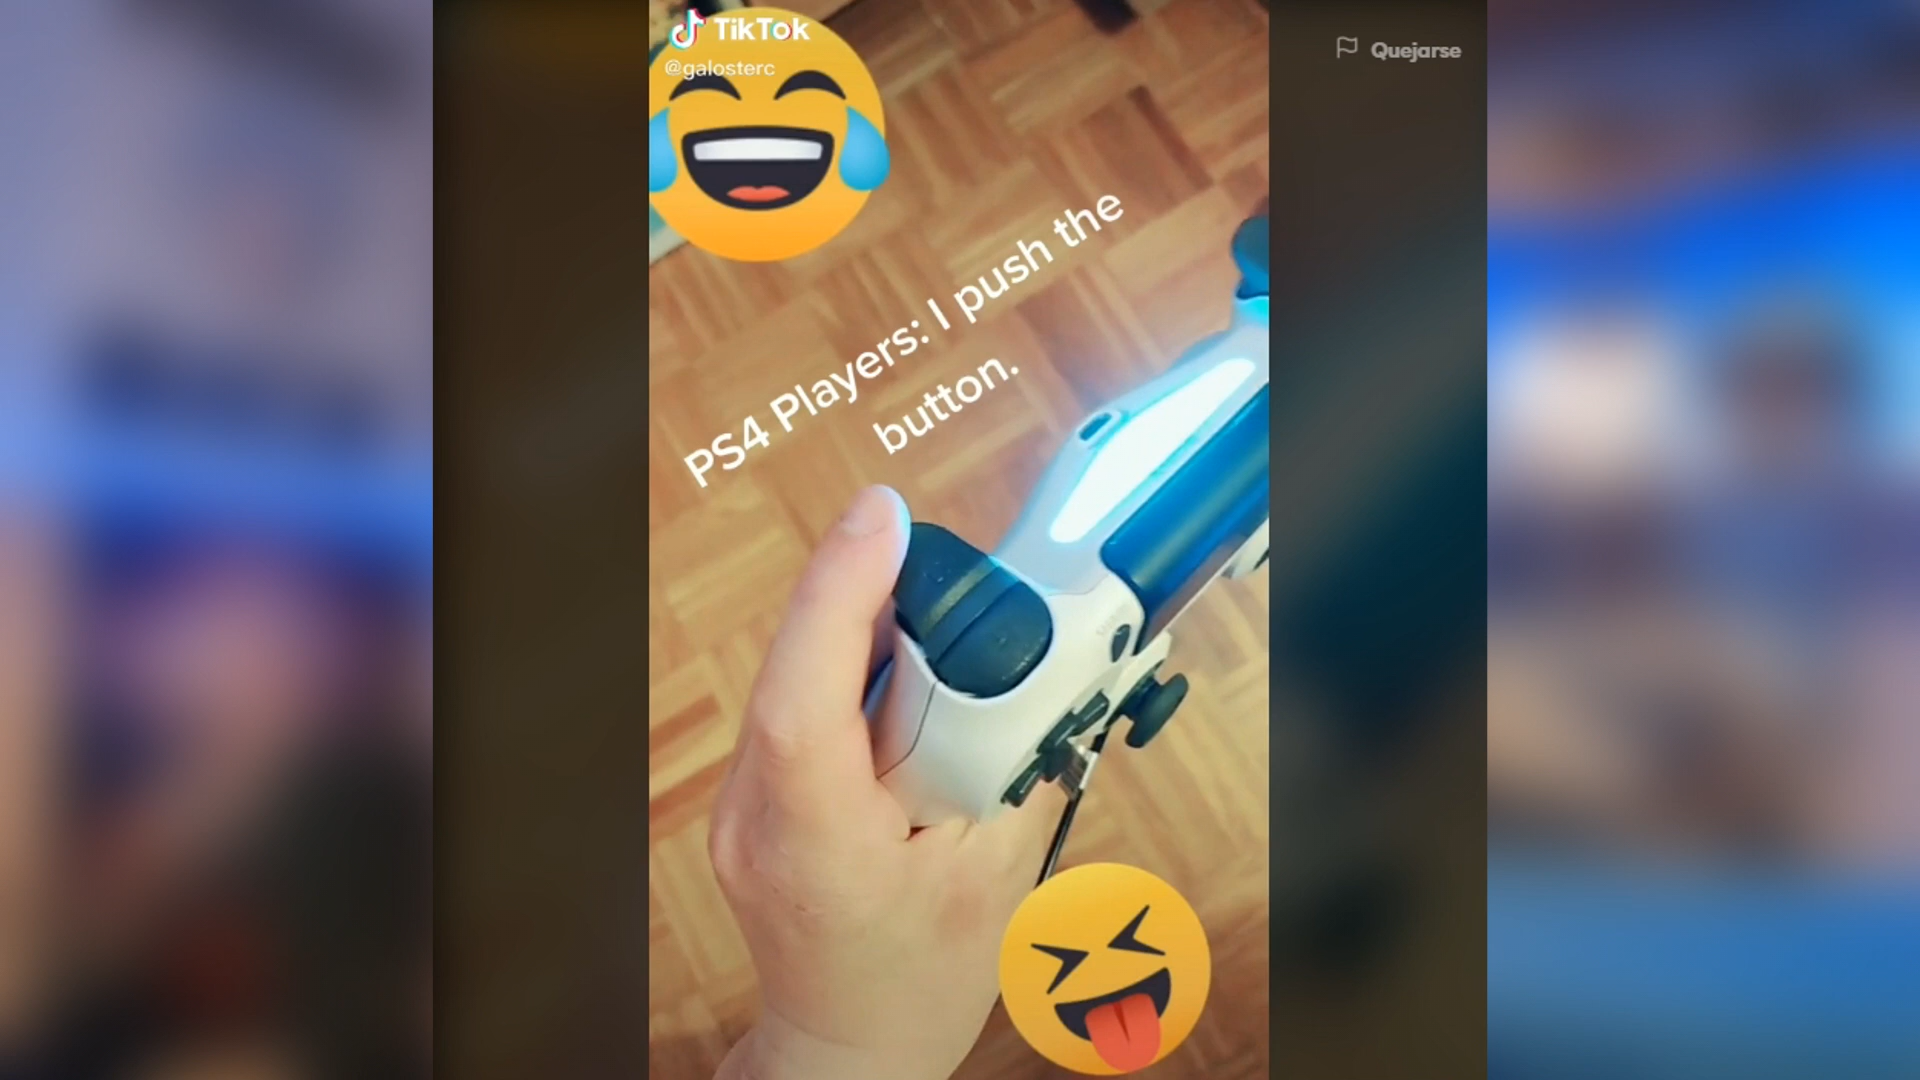 TikTok
@galosterc
Quejarse
PS4 Players: I push the
button.